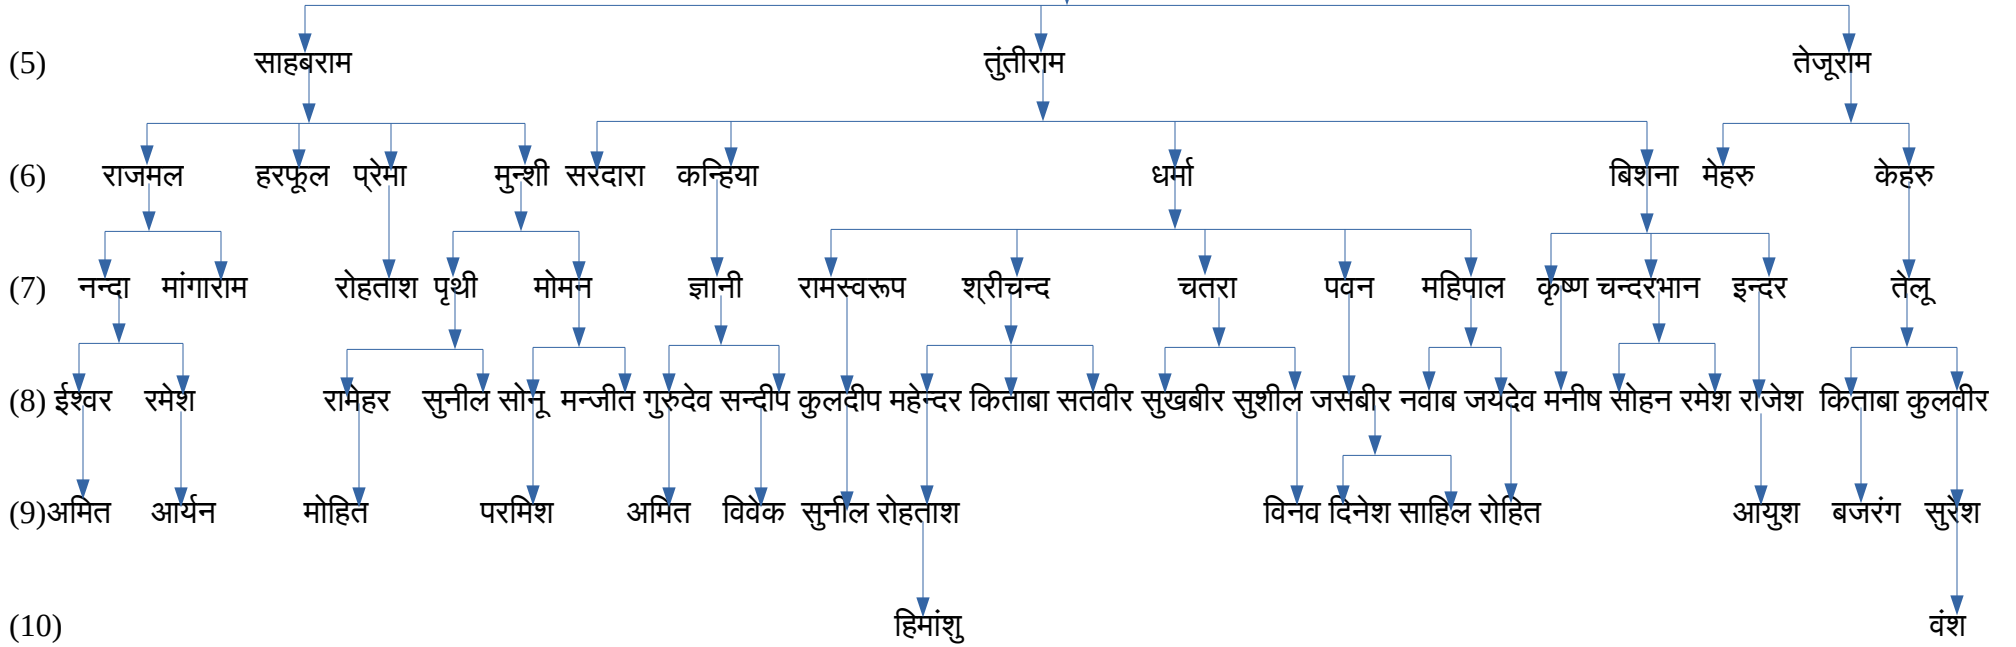 (5) साहबराम तुंतीराम तेजूराम
(6) राजमल हरफूल प्रेमा मुन्शी सरदारा कन्हिया धर्मा बिशना मेहरु केहरु
(7) नन्दा मांगाराम रोहताश पृथी मोमन ज्ञानी रामस्वरूप श्रीचन्द चतरा पवन महिपाल कृष्ण चन्दरभान इन्दर तेलू
(8) ईश्वर रमेश रामेहर सुनील सोनू मन्जीत गुरुदेव सन्दीप कुलदीप महेन्दर किताबा सतवीर सुखबीर सुशील जसबीर नवाब जयदेव मनीष सोहन रमेश राजेश किताबा कुलवीर
(9)अमित आर्यन मोहित परमिश अमित विवेक सुनील रोहताश विनव दिनेश साहिल रोहित आयुश बजरंग सुरेश
(10) हिमांशु वंश